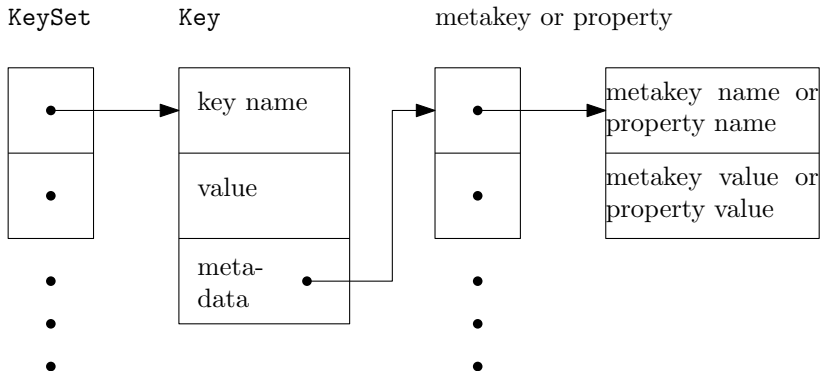 KeySet Key metakey or property
key name
value
meta-
data
metakey name or
property name
metakey value or
property value